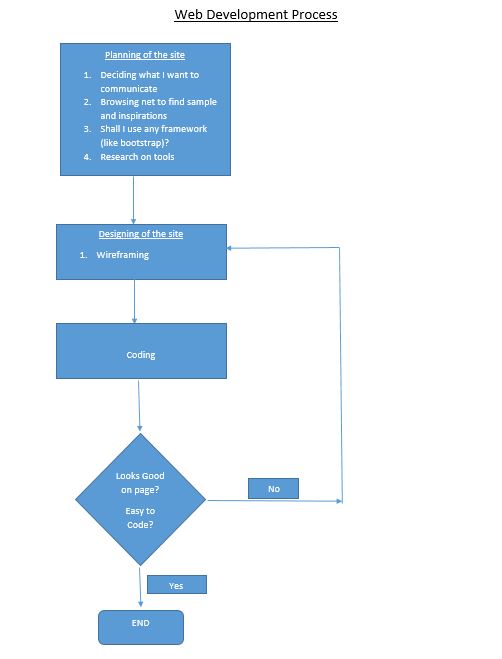 Web Development Process
Planning of the site
1. Deciding what I want to
communicate
2. Browsing net to find sample
and inspirations
3. Shall I use any framework
(like bootstrap)?
4. Research on tools
Designing of the site
1. Wireframing
Coding
Looks Good
on page?
Easy to
Code?
No
Yes
END